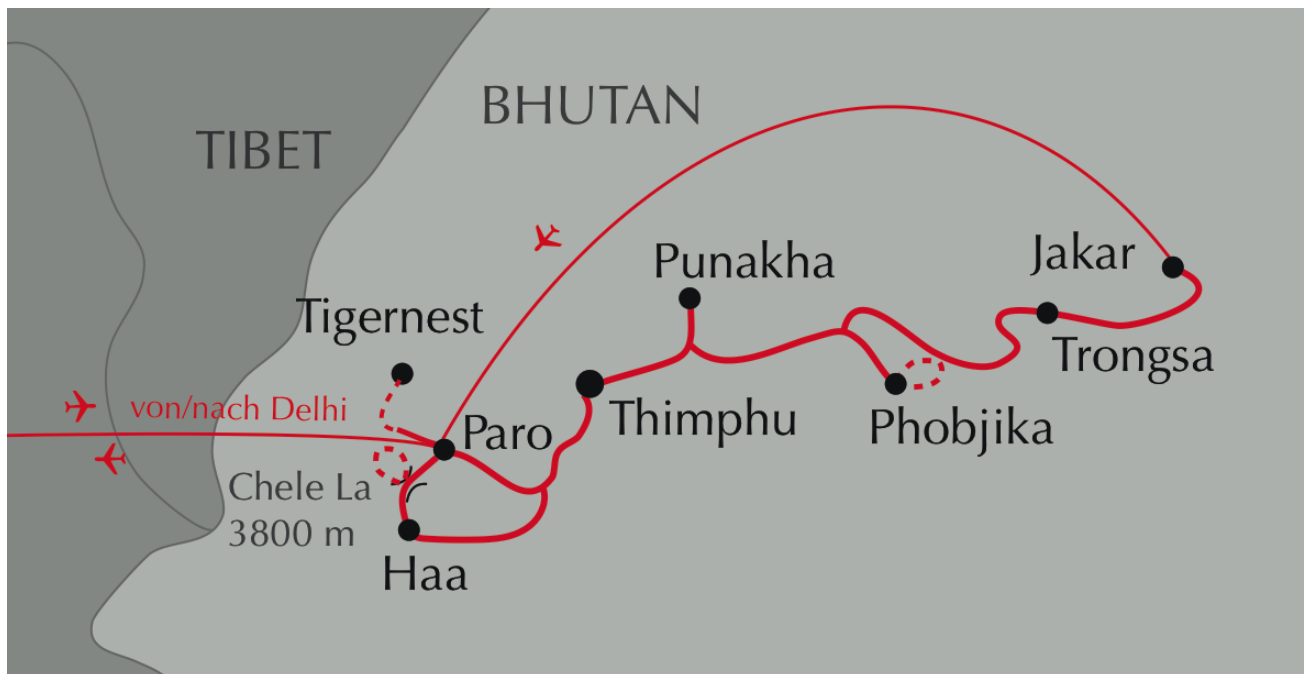 BHUTAN
TIBET
Punakha
Jakar
Tigernest
Trongsa
von/nach Delhi
Paro
Thimphu
Phobjika
Chele La
3800 m
Haa